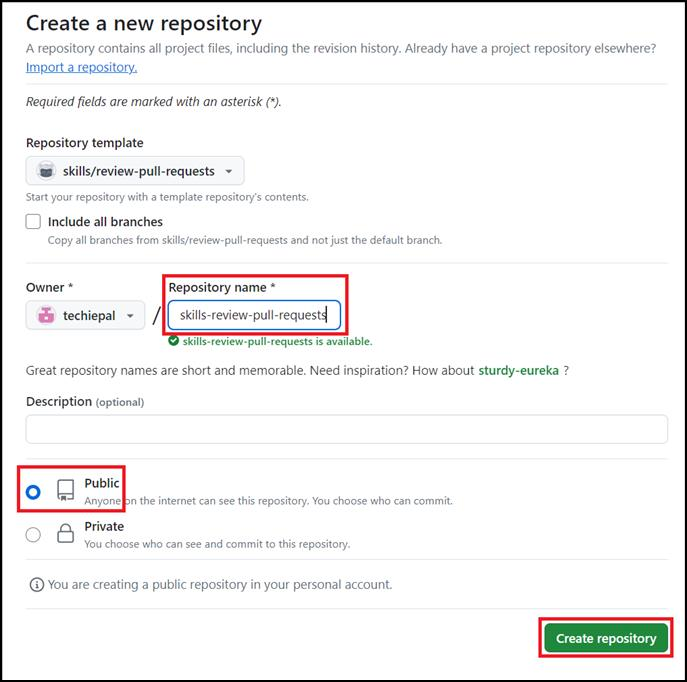 Create a new repository
A repository contains all project files, including the revision history. Already have a project repository elsewhere?
Import a repository.
Required fields are marked with an asterisk (*).
Repository template
skills/review-pull-requests
Start your repository with a template repository's contents.
Include all branches
Copy all branches from skills/review-pull-requests and not just the default branch.
Owner * Repository name *
techiepal / skills-review-pull-requests
skills-review-pull-requests is available.
Great repository names are short and memorable. Need inspiration? How about sturdy-eureka ?
Description (optional)
Public
Anyone on the internet can see this repository. You choose who can commit.
Private
You choose who can see and commit to this repository.
You are creating a public repository in your personal account.
Create repository